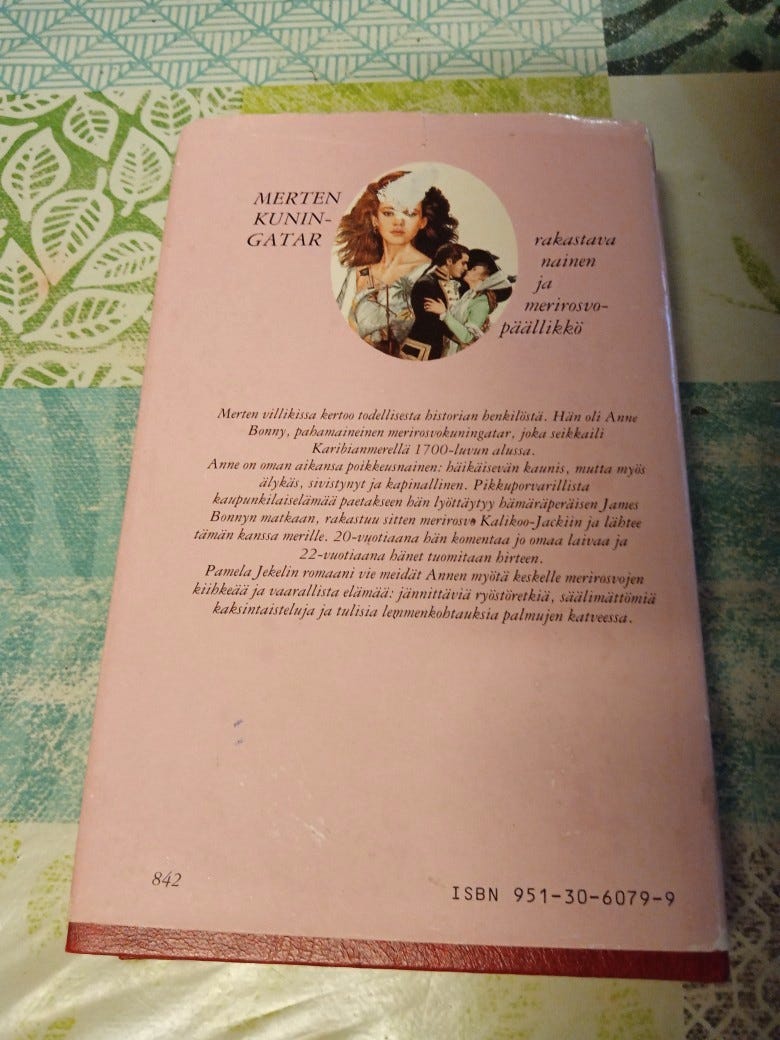 MERTEN
KUNIN-
GATAR
rakastava
nainen
ja
merirosvo-
päällikkö
Merten villikissa kertoo todellisesta historian henkilöstä. Hän oli Anne
Bonny, pahamaineinen merirosvokuningatar, joka seikkaili
Karibianmerellä 1700-luvun alussa.
Anne on oman aikansa poikkeusnainen: häikäisevän kaunis, mutta myös
älykäs, sivistynyt ja kapinallinen. Pikkuporvarillista
kaupunkilaiselämää paetakseen hän lyöttäytyy hämäräperäisen James
Bonnyn matkaan, rakastuu sitten merirosvo Kalikoo-Jackiin ja lähtee
tämän kanssa merille. 20-vuotiaana hän komentaa jo omaa laivaa ja
22-vuotiaana hänet tuomitaan hirteen.
Pamela Jekelin romaani vie meidät Annen myötä keskelle merirosvojen
kiihkeää ja vaarallista elämää: jännittäviä ryöstöretkiä, säälimättömiä
kaksintaisteluja ja tulisia lemmenkohtauksia palmujen katveessa.
842
ISBN 951-30-6079-9